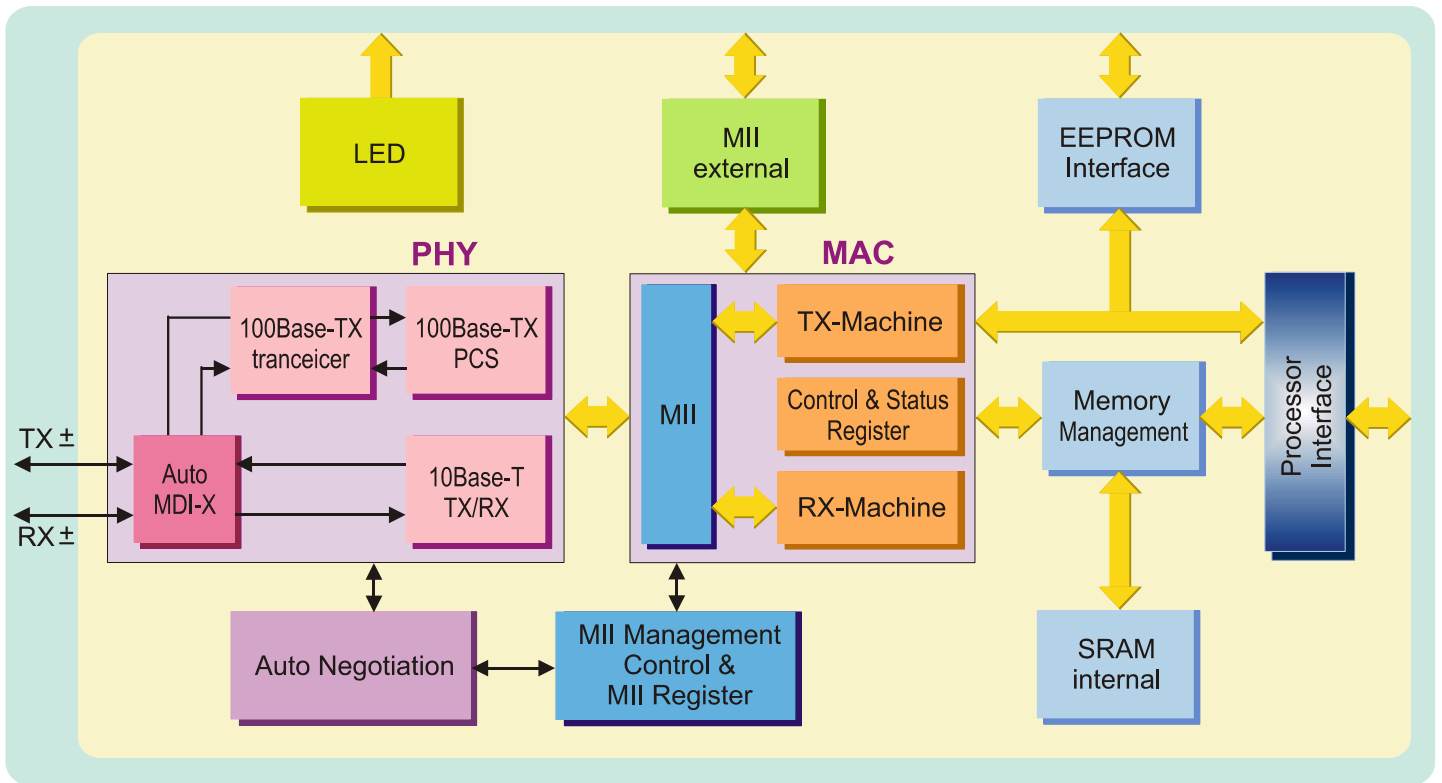 LED
MII
external
EEPROM
Interface
PHY
MAC
100Base-TX
tranceicer
100Base-TX
PCS
MII
TX-Machine
Control & Status
Register
RX-Machine
Memory
Management
Processor
Interface
TX ±
RX ±
Auto
MDI-X
10Base-T
TX/RX
Auto Negotiation
MII Management
Control &
MII Register
SRAM
internal